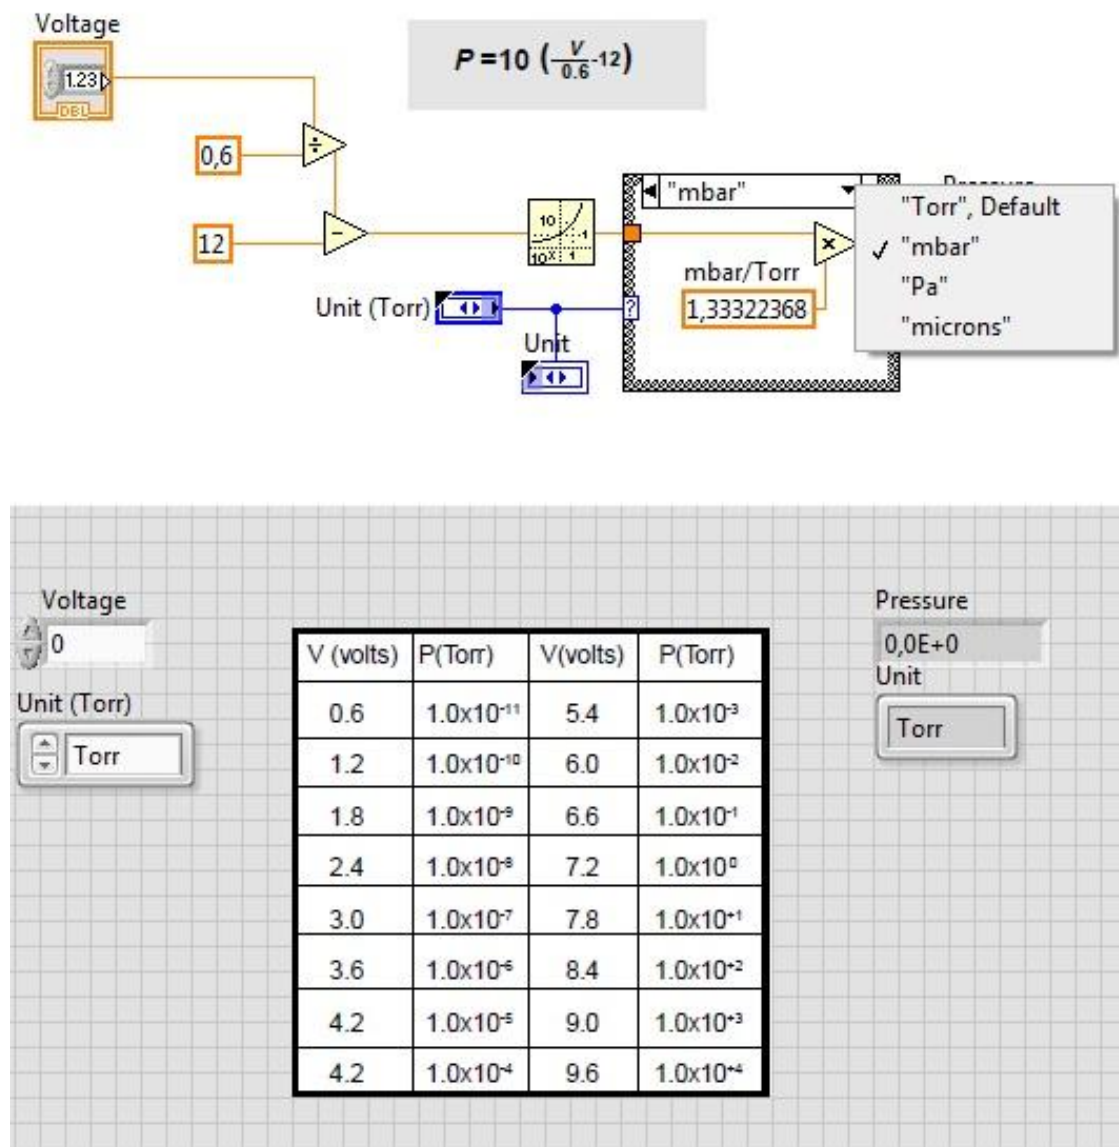 Voltage
P = 10 (V/0.6 -12)
1.23
DBL
0,6
÷
12
−
10
1
10ˣ 1
"mbar"
×
mbar/Torr
1,33322368
Unit (Torr)
?
Unit
"Torr", Default
✓ "mbar"
"Pa"
"microns"
Voltage
0
Unit (Torr)
Torr
V (volts) P(Torr) V(volts) P(Torr)
0.6 1.0x10⁻¹¹ 5.4 1.0x10⁻³
1.2 1.0x10⁻¹⁰ 6.0 1.0x10⁻²
1.8 1.0x10⁻⁹ 6.6 1.0x10⁻¹
2.4 1.0x10⁻⁸ 7.2 1.0x10⁰
3.0 1.0x10⁻⁷ 7.8 1.0x10⁺¹
3.6 1.0x10⁻⁶ 8.4 1.0x10⁺²
4.2 1.0x10⁻⁵ 9.0 1.0x10⁺³
4.2 1.0x10⁻⁴ 9.6 1.0x10⁺⁴
Pressure
0,0E+0
Unit
Torr